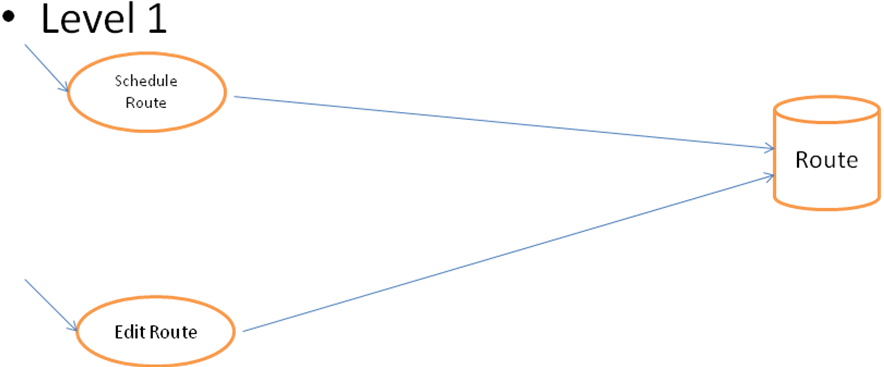 • Level 1
Schedule
Route
Route
Edit Route